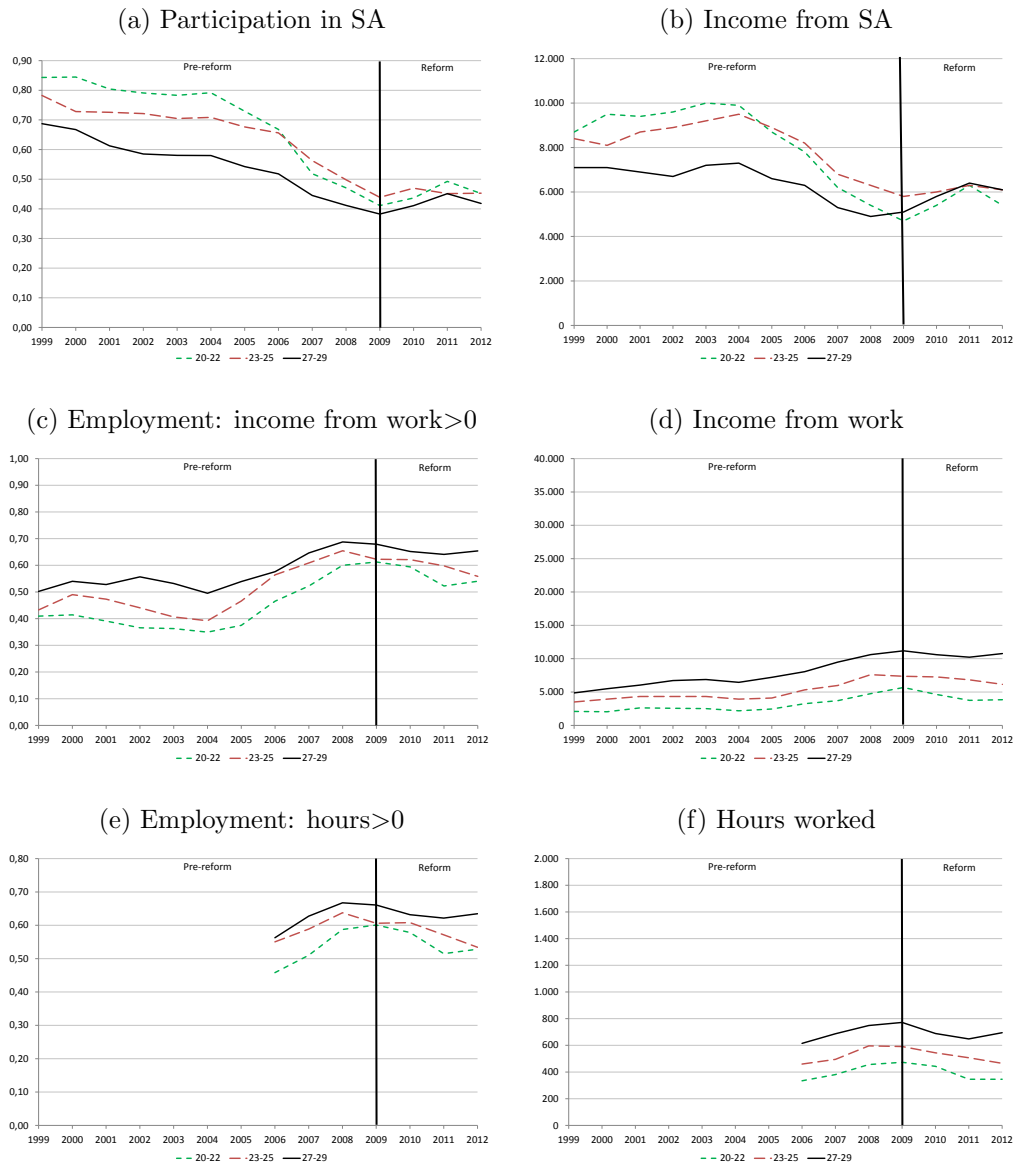 (a) Participation in SA
0,90
0,80
0,70
0,60
0,50
0,40
0,30
0,20
0,10
0,00
Pre-reform Reform
1999 2000 2001 2002 2003 2004 2005 2006 2007 2008 2009 2010 2011 2012
20-22 23-25 27-29
(b) Income from SA
12.000
10.000
8.000
6.000
4.000
2.000
0
Pre-reform Reform
1999 2000 2001 2002 2003 2004 2005 2006 2007 2008 2009 2010 2011 2012
20-22 23-25 27-29
(c) Employment: income from work>0
1,00
0,90
0,80
0,70
0,60
0,50
0,40
0,30
0,20
0,10
0,00
Pre-reform Reform
1999 2000 2001 2002 2003 2004 2005 2006 2007 2008 2009 2010 2011 2012
20-22 23-25 27-29
(d) Income from work
40.000
35.000
30.000
25.000
20.000
15.000
10.000
5.000
0
Pre-reform Reform
1999 2000 2001 2002 2003 2004 2005 2006 2007 2008 2009 2010 2011 2012
20-22 23-25 27-29
(e) Employment: hours>0
0,80
0,70
0,60
0,50
0,40
0,30
0,20
0,10
0,00
Pre-reform Reform
1999 2000 2001 2002 2003 2004 2005 2006 2007 2008 2009 2010 2011 2012
20-22 23-25 27-29
(f) Hours worked
2.000
1.800
1.600
1.400
1.200
1.000
800
600
400
200
0
Pre-reform Reform
1999 2000 2001 2002 2003 2004 2005 2006 2007 2008 2009 2010 2011 2012
20-22 23-25 27-29